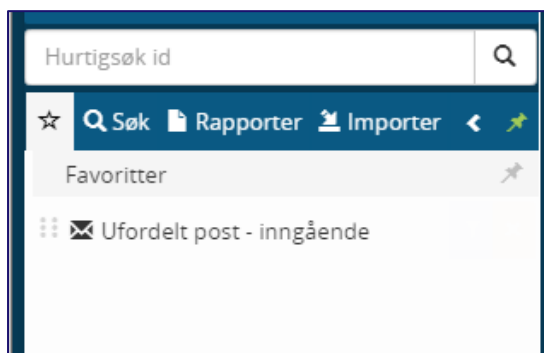 Hurtigsøk id
Søk Rapporter Importer
Favoritter
Ufordelt post - inngående